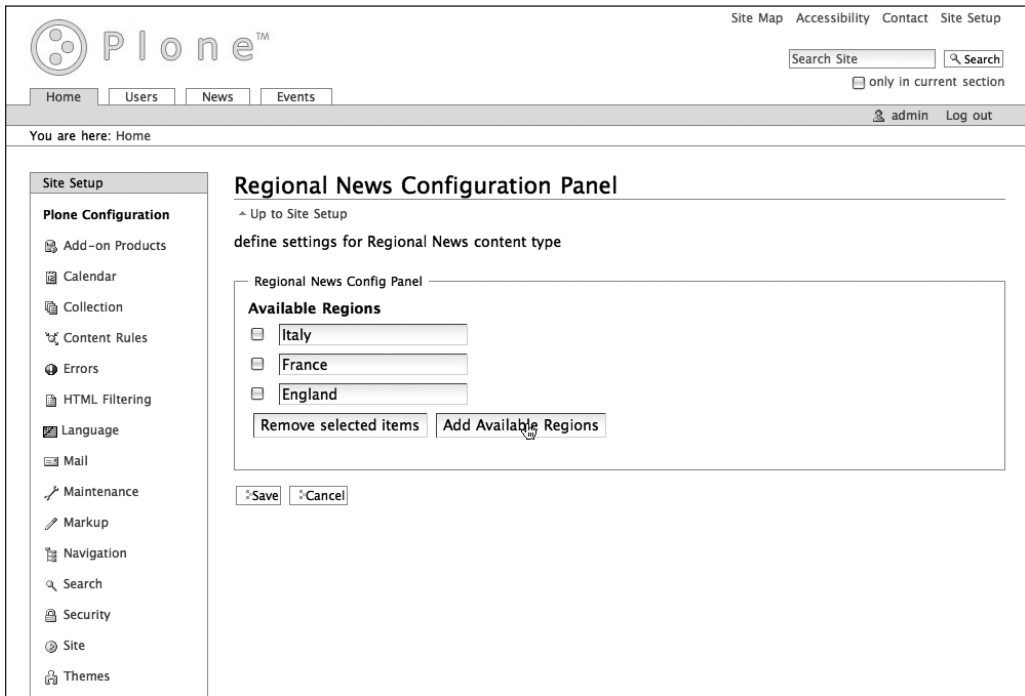 Site Map Accessibility Contact Site Setup
Plone™
Search Site Search
only in current section
Home Users News Events
admin Log out
You are here: Home
Site Setup
Plone Configuration
Add-on Products
Calendar
Collection
Content Rules
Errors
HTML Filtering
Language
Mail
Maintenance
Markup
Navigation
Search
Security
Site
Themes
Regional News Configuration Panel
Up to Site Setup
define settings for Regional News content type
Regional News Config Panel
Available Regions
Italy
France
England
Remove selected items Add Available Regions
Save Cancel